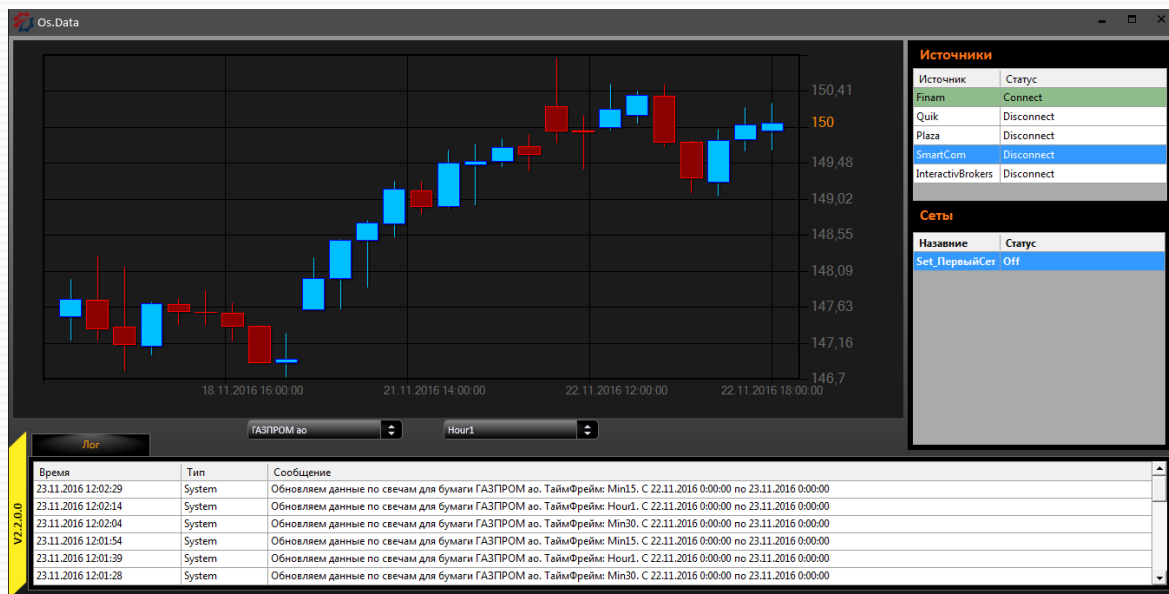 Os.Data
150,41
150
149,48
149,02
148,55
148,09
147,63
147,16
146,7
18.11.2016 16:00:00
21.11.2016 14:00:00
22.11.2016 12:00:00
22.11.2016 18:00:00
ГАЗПРОМ ао
Hour1
Источники
Источник Статус
Finam Connect
Quik Disconnect
Plaza Disconnect
SmartCom Disconnect
InteractivBrokers Disconnect
Сеты
Назавние Статус
Set_ПервыйСет Off
Лог
V2.2.0.0
Время Тип Сообщение
23.11.2016 12:02:29 System Обновляем данные по свечам для бумаги ГАЗПРОМ ао. ТаймФрейм: Min15. С 22.11.2016 0:00:00 по 23.11.2016 0:00:00
23.11.2016 12:02:14 System Обновляем данные по свечам для бумаги ГАЗПРОМ ао. ТаймФрейм: Hour1. С 22.11.2016 0:00:00 по 23.11.2016 0:00:00
23.11.2016 12:02:04 System Обновляем данные по свечам для бумаги ГАЗПРОМ ао. ТаймФрейм: Min30. С 22.11.2016 0:00:00 по 23.11.2016 0:00:00
23.11.2016 12:01:54 System Обновляем данные по свечам для бумаги ГАЗПРОМ ао. ТаймФрейм: Min15. С 22.11.2016 0:00:00 по 23.11.2016 0:00:00
23.11.2016 12:01:39 System Обновляем данные по свечам для бумаги ГАЗПРОМ ао. ТаймФрейм: Hour1. С 22.11.2016 0:00:00 по 23.11.2016 0:00:00
23.11.2016 12:01:28 System Обновляем данные по свечам для бумаги ГАЗПРОМ ао. ТаймФрейм: Min30. С 22.11.2016 0:00:00 по 23.11.2016 0:00:00